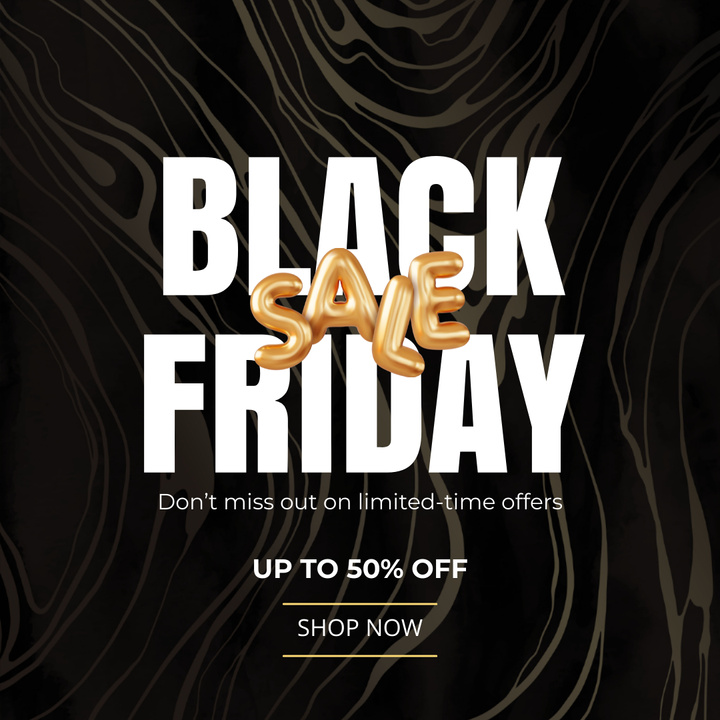 BLACK
SALE
FRIDAY
Don’t miss out on limited-time offers
UP TO 50% OFF
SHOP NOW